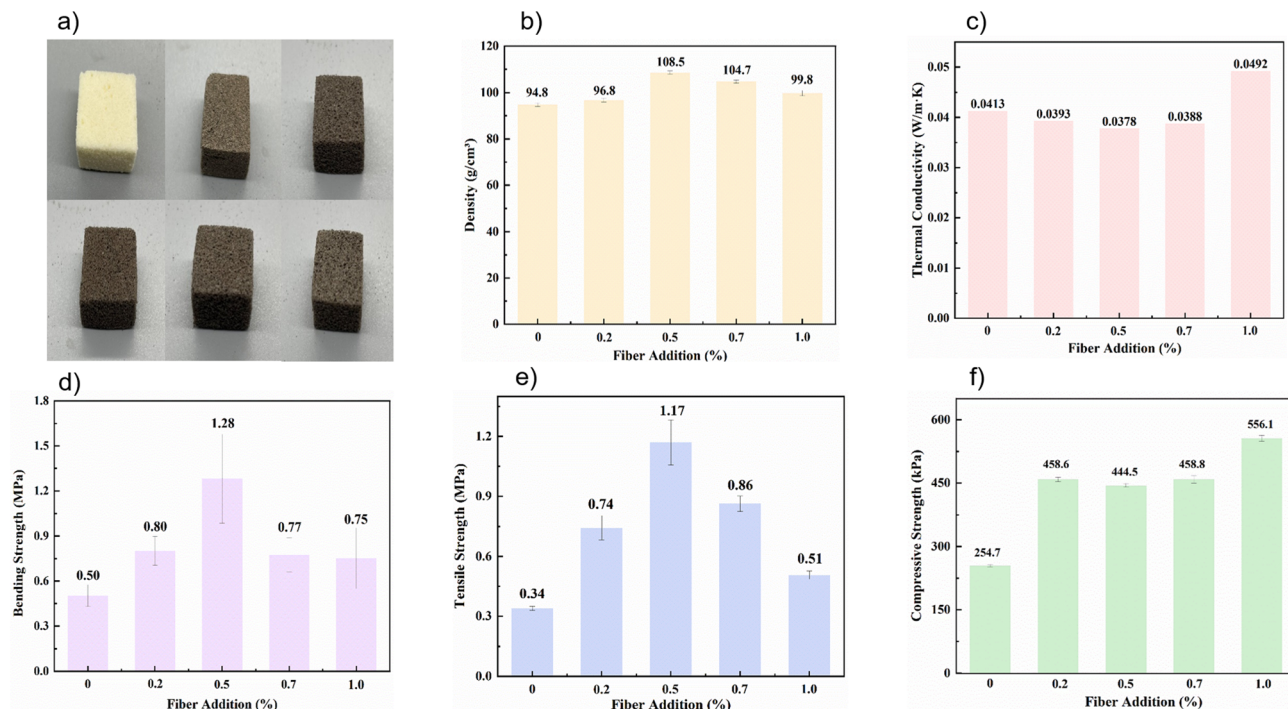 a)
b)
120
100
80
60
40
20
0
Density (g/cm³)
94.8
96.8
108.5
104.7
99.8
0 0.2 0.5 0.7 1.0
Fiber Addition (%)
c)
0.05
0.04
0.03
0.02
0.01
0.00
Thermal Conductivity (W/m·K)
0.0413
0.0393
0.0378
0.0388
0.0492
0 0.2 0.5 0.7 1.0
Fiber Addition (%)
d)
1.8
1.5
1.2
0.9
0.6
0.3
0.0
Bending Strength (MPa)
0.50
0.80
1.28
0.77
0.75
0 0.2 0.5 0.7 1.0
Fiber Addition (%)
e)
1.2
0.9
0.6
0.3
0.0
Tensile Strength (MPa)
0.34
0.74
1.17
0.86
0.51
0 0.2 0.5 0.7 1.0
Fiber Addition (%)
f)
600
450
300
150
0
Compressive Strength (kPa)
254.7
458.6
444.5
458.8
556.1
0 0.2 0.5 0.7 1.0
Fiber Addition (%)